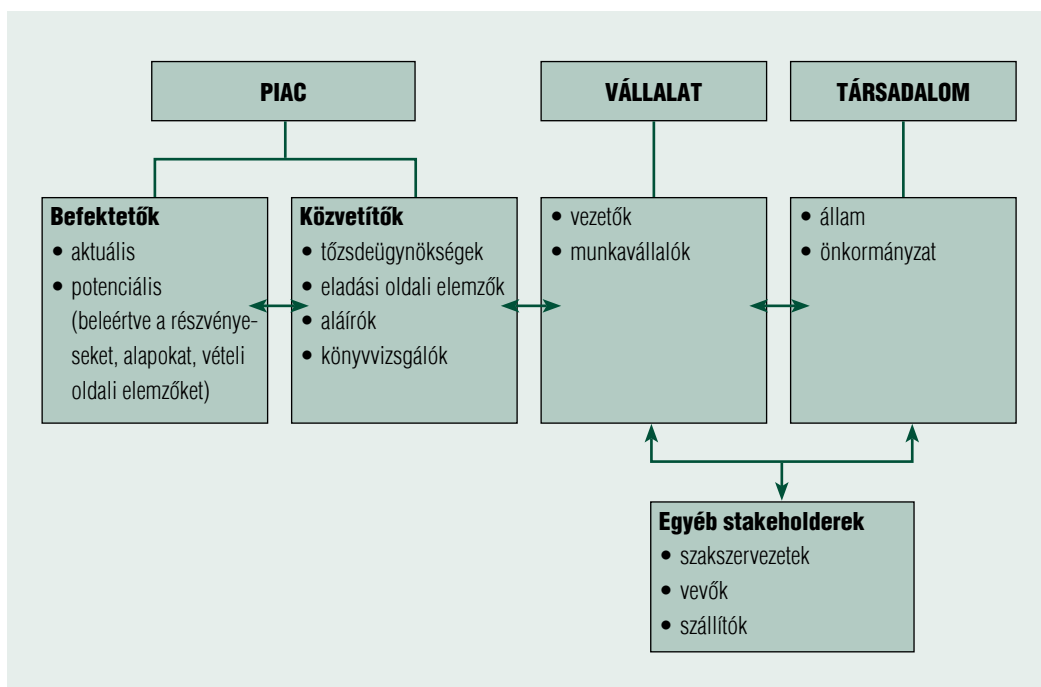 PIAC
VÁLLALAT
TÁRSADALOM
Befektetők
• aktuális
• potenciális
(beleértve a részvénye-
seket, alapokat, vételi
oldali elemzőket)
Közvetítők
• tőzsdeügynökségek
• eladási oldali elemzők
• aláírók
• könyvvizsgálók
• vezetők
• munkavállalók
• állam
• önkormányzat
Egyéb stakeholderek
• szakszervezetek
• vevők
• szállítók